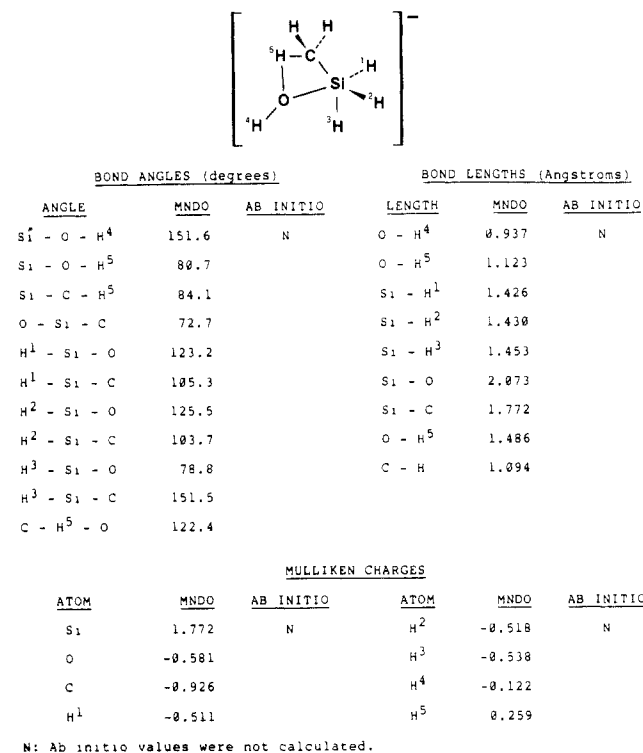 H H
⁵H C ¹H
Si
O ²H
⁴H ³H
−
BOND ANGLES (degrees) BOND LENGTHS (Angstroms)
ANGLE MNDO AB INITIO LENGTH MNDO AB INITIO
Si - O - H⁴ 151.6 N O - H⁴ 0.937 N
Si - O - H⁵ 80.7 O - H⁵ 1.123
Si - C - H⁵ 84.1 Si - H¹ 1.426
O - Si - C 72.7 Si - H² 1.430
H¹ - Si - O 123.2 Si - H³ 1.453
H¹ - Si - C 105.3 Si - O 2.073
H² - Si - O 125.5 Si - C 1.772
H² - Si - C 103.7 O - H⁵ 1.486
H³ - Si - O 78.8 C - H 1.094
H³ - Si - C 151.5
C - H⁵ - O 122.4
MULLIKEN CHARGES
ATOM MNDO AB INITIO ATOM MNDO AB INITIO
Si 1.772 N H² -0.518 N
O -0.581 H³ -0.538
C -0.926 H⁴ -0.122
H¹ -0.511 H⁵ 0.259
N: Ab initio values were not calculated.